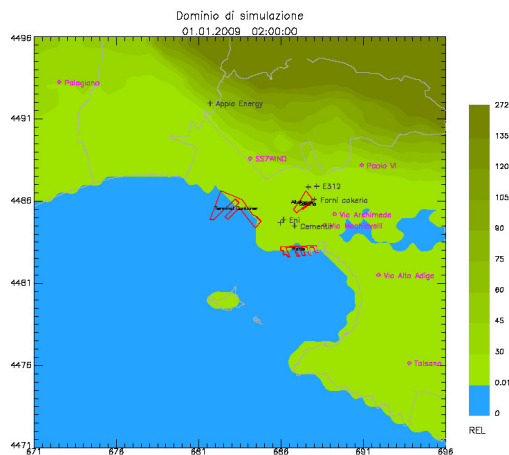 Dominio di simulazione
01.01.2009 02:00:00
4496
4491
4486
4481
4476
4471
671
676
681
686
691
696
Palagiano
Appia Energy
SS7WIND
Paolo VI
E312
Forni cokeria
Via Archimede
Via Machiavelli
Eni
Cementir
Via Alto Adige
Talsano
272
135
120
105
90
75
60
45
30
0.01
0
REL